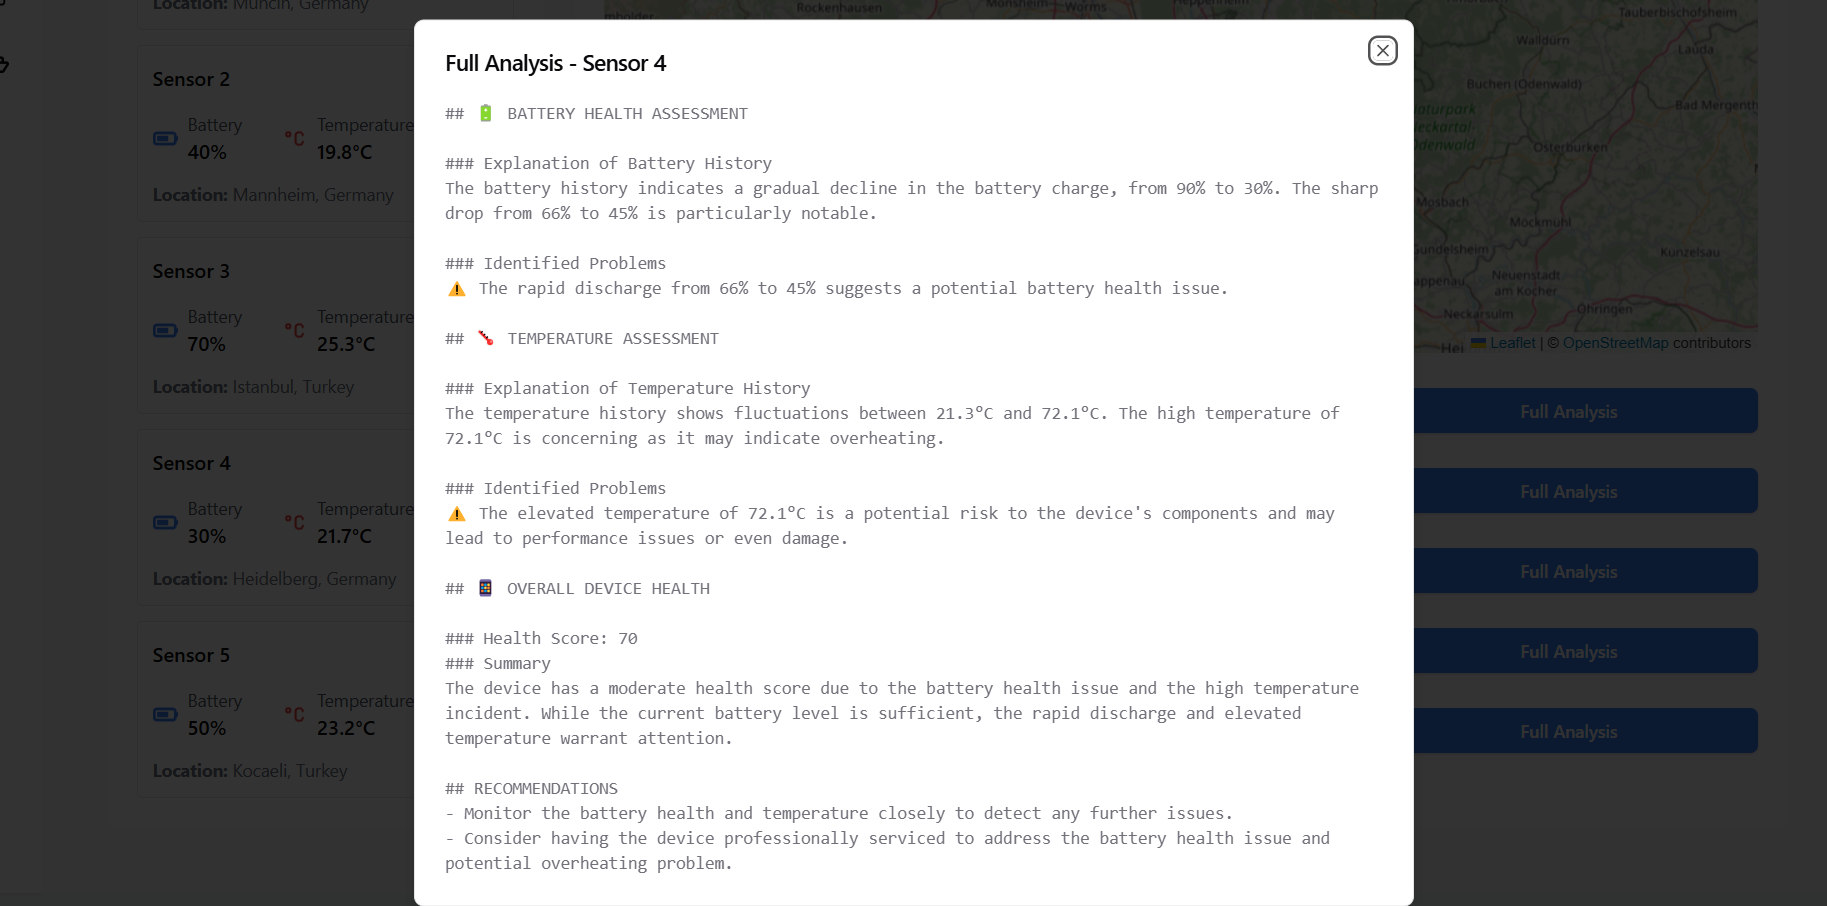 Location: Muncin, Germany
Sensor 2
Battery
40%
°C
Temperature
19.8°C
Location: Mannheim, Germany
Sensor 3
Battery
70%
°C
Temperature
25.3°C
Location: Istanbul, Turkey
Sensor 4
Battery
30%
°C
Temperature
21.7°C
Location: Heidelberg, Germany
Sensor 5
Battery
50%
°C
Temperature
23.2°C
Location: Kocaeli, Turkey
Full Analysis - Sensor 4
## 🔋 BATTERY HEALTH ASSESSMENT
### Explanation of Battery History
The battery history indicates a gradual decline in the battery charge, from 90% to 30%. The sharp
drop from 66% to 45% is particularly notable.
### Identified Problems
⚠️ The rapid discharge from 66% to 45% suggests a potential battery health issue.
## 🌡️ TEMPERATURE ASSESSMENT
### Explanation of Temperature History
The temperature history shows fluctuations between 21.3°C and 72.1°C. The high temperature of
72.1°C is concerning as it may indicate overheating.
### Identified Problems
⚠️ The elevated temperature of 72.1°C is a potential risk to the device's components and may
lead to performance issues or even damage.
## 📱 OVERALL DEVICE HEALTH
### Health Score: 70
### Summary
The device has a moderate health score due to the battery health issue and the high temperature
incident. While the current battery level is sufficient, the rapid discharge and elevated
temperature warrant attention.
## RECOMMENDATIONS
- Monitor the battery health and temperature closely to detect any further issues.
- Consider having the device professionally serviced to address the battery health issue and
potential overheating problem.
Rockenhausen
Monsheim
Worms
Heppenheim
Tauberbischofsheim
Walldürn
Lauda
Buchen (Odenwald)
Bad Mergenth
Osterburken
Mosbach
Möckmühl
Kunzelsau
Neuenstadt
am Kocher
Öhringen
Neckarsulm
Leaflet | © OpenStreetMap contributors
Full Analysis
Full Analysis
Full Analysis
Full Analysis
Full Analysis